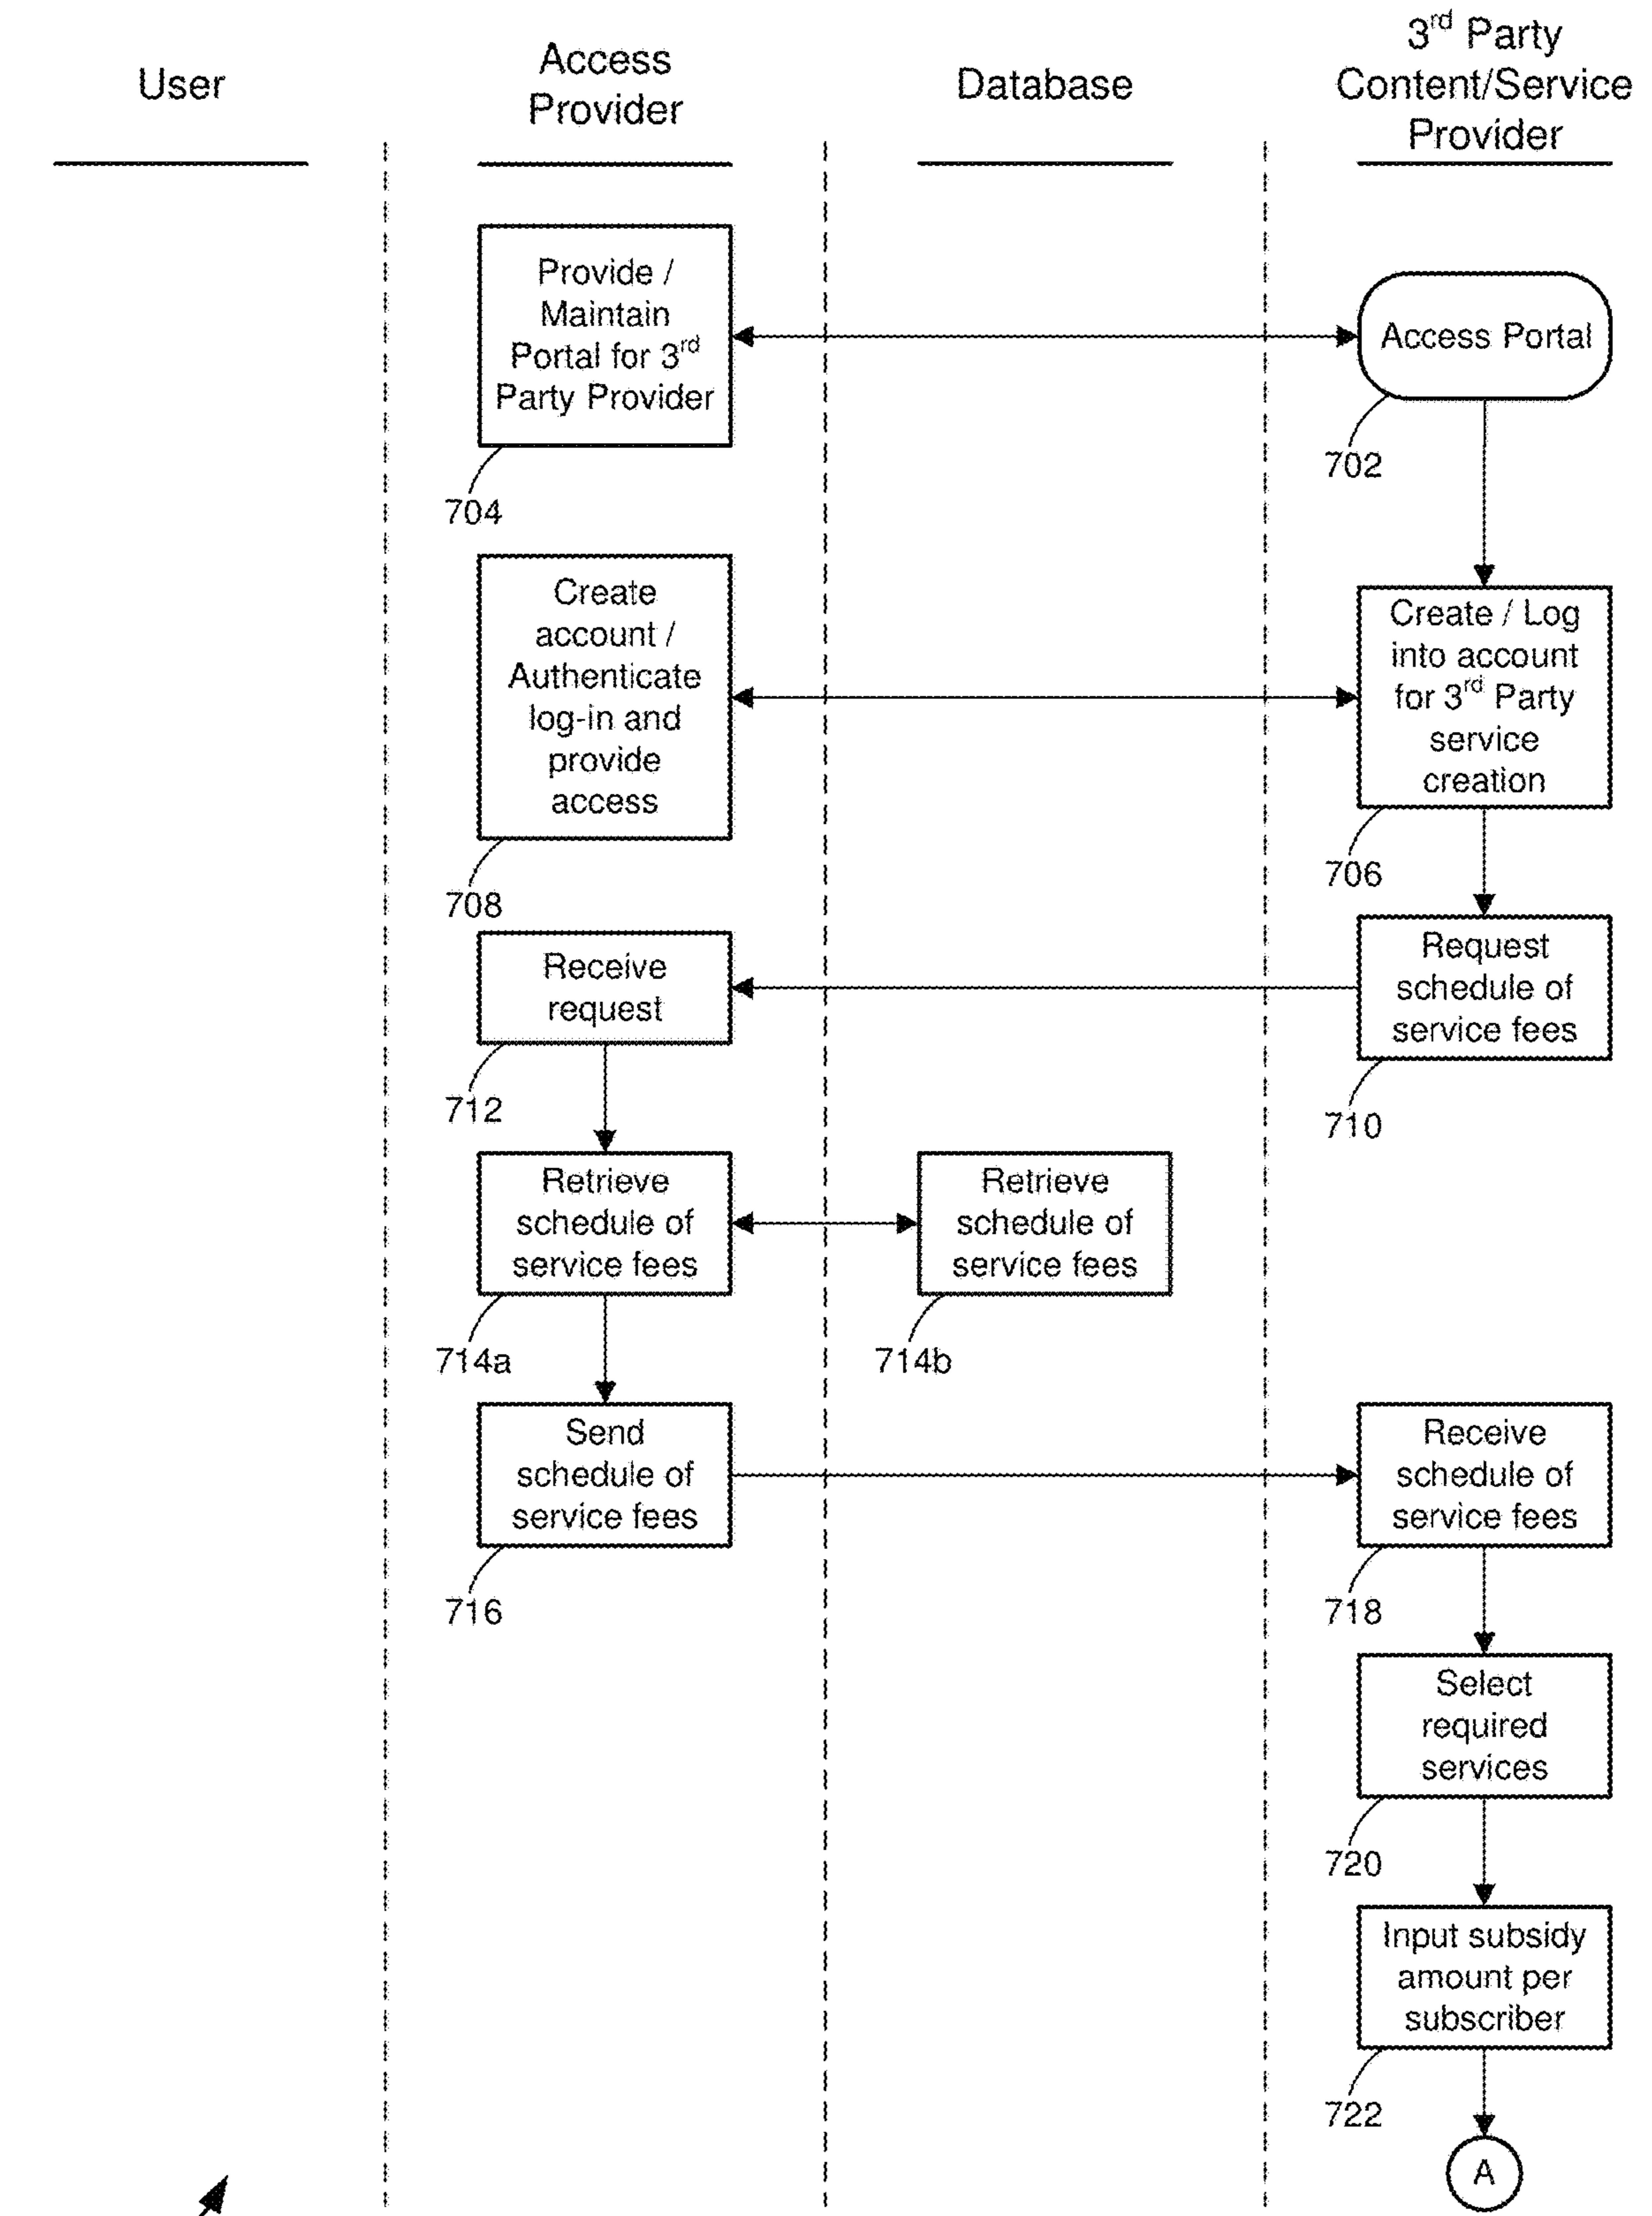 User
Access
Provider
Database
3rd Party
Content/Service
Provider
Provide /
Maintain
Portal for 3rd
Party Provider
704
Access Portal
702
Create
account /
Authenticate
log-in and
provide
access
708
Create / Log
into account
for 3rd Party
service
creation
706
Receive
request
712
Request
schedule of
service fees
710
Retrieve
schedule of
service fees
714a
Retrieve
schedule of
service fees
714b
Send
schedule of
service fees
716
Receive
schedule of
service fees
718
Select
required
services
720
Input subsidy
amount per
subscriber
722
A